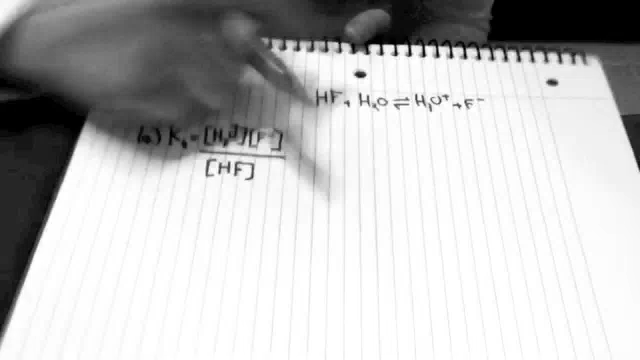 HF + H₂O ⇌ H₃O⁺ + F⁻
(a) Kₐ = [H₃O⁺][F⁻]
[HF]